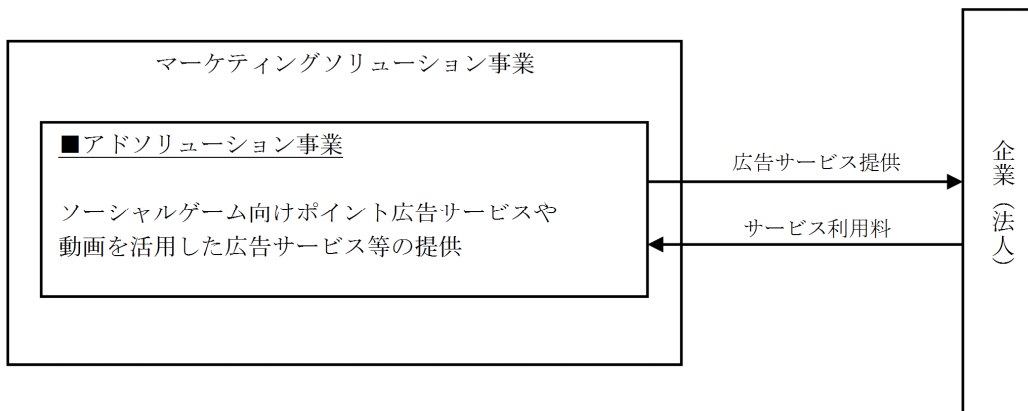 マーケティングソリューション事業
■アドソリューション事業
ソーシャルゲーム向けポイント広告サービスや
動画を活用した広告サービス等の提供
広告サービス提供
サービス利用料
企業（法人）